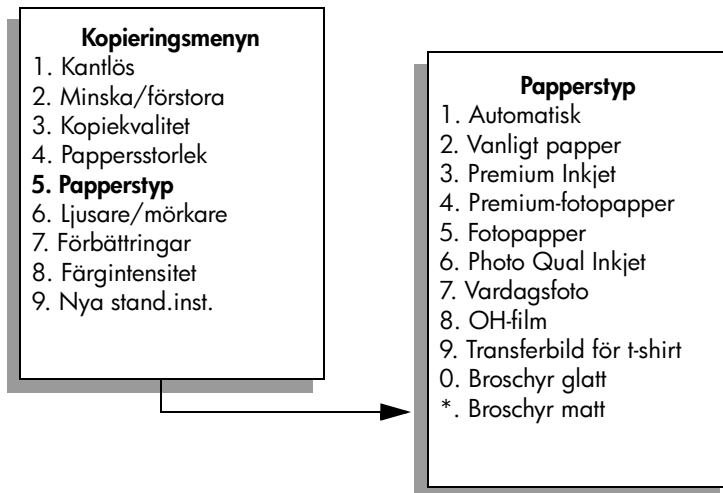 Kopieringsmenyn
1. Kantlös
2. Minska/förstora
3. Kopiekvalitet
4. Pappersstorlek
5. Papperstyp
6. Ljusare/mörkare
7. Förbättringar
8. Färgintensitet
9. Nya stand.inst.
Papperstyp
1. Automatisk
2. Vanligt papper
3. Premium Inkjet
4. Premium-fotopapper
5. Fotopapper
6. Photo Qual Inkjet
7. Vardagsfoto
8. OH-film
9. Transferbild för t-shirt
0. Broschyr glatt
*. Broschyr matt